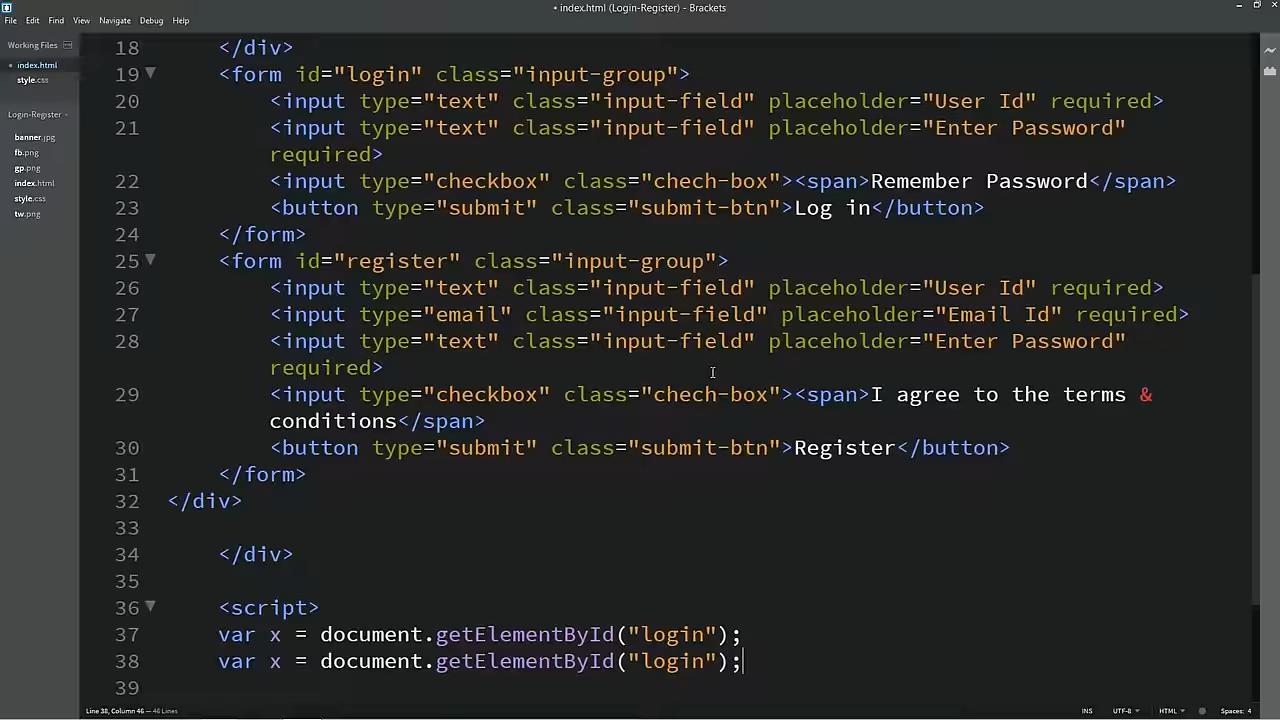 • index.html (Login-Register) - Brackets
File Edit Find View Navigate Debug Help
Working Files
• index.html
style.css
Login-Register
banner.jpg
fb.png
gp.png
index.html
style.css
tw.png
18 </div>
19 <form id="login" class="input-group">
20 <input type="text" class="input-field" placeholder="User Id" required>
21 <input type="text" class="input-field" placeholder="Enter Password"
required>
22 <input type="checkbox" class="chech-box"><span>Remember Password</span>
23 <button type="submit" class="submit-btn">Log in</button>
24 </form>
25 <form id="register" class="input-group">
26 <input type="text" class="input-field" placeholder="User Id" required>
27 <input type="email" class="input-field" placeholder="Email Id" required>
28 <input type="text" class="input-field" placeholder="Enter Password"
required>
29 <input type="checkbox" class="chech-box"><span>I agree to the terms &
conditions</span>
30 <button type="submit" class="submit-btn">Register</button>
31 </form>
32 </div>
33
34 </div>
35
36 <script>
37 var x = document.getElementById("login");
38 var x = document.getElementById("login");
39
Line 38, Column 46 — 46 Lines
INS UTF-8 HTML Spaces: 4